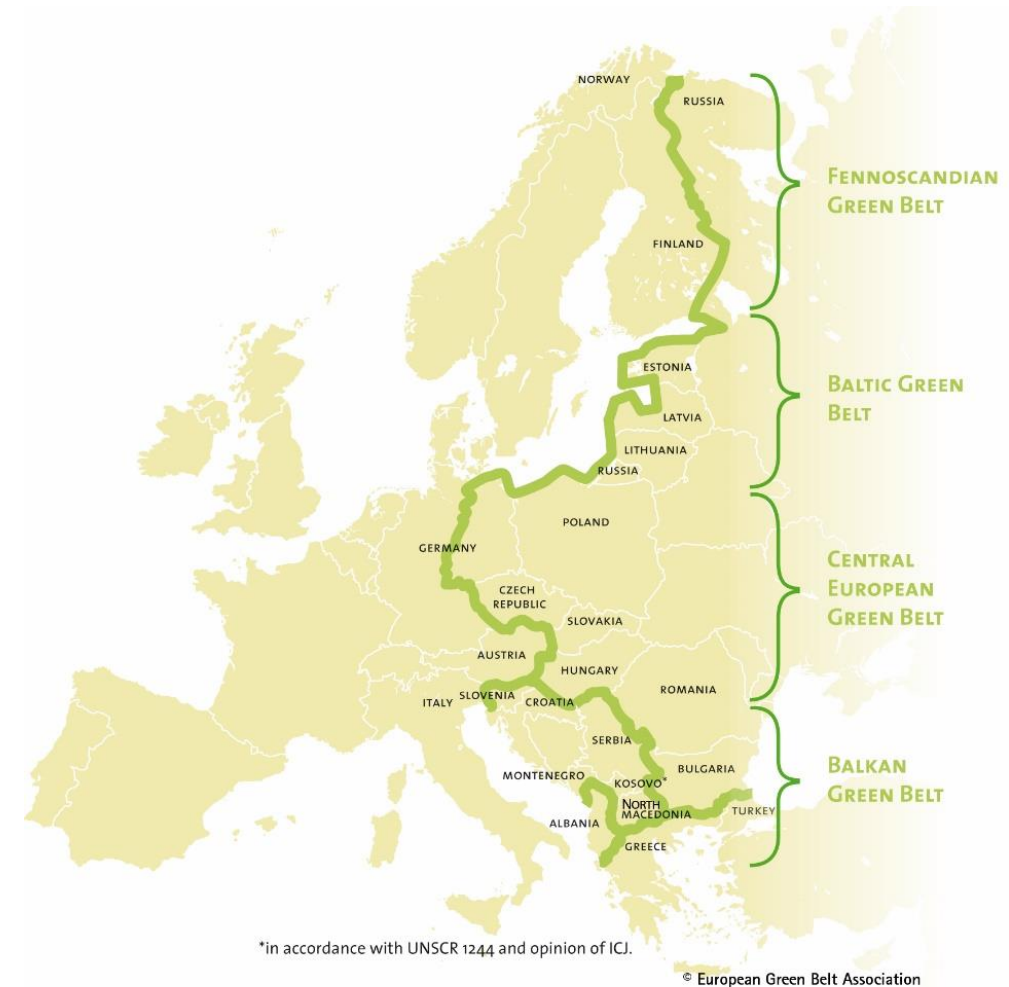 NORWAY
RUSSIA
FENNOSCANDIAN
GREEN BELT
FINLAND
ESTONIA
BALTIC GREEN
BELT
LATVIA
LITHUANIA
RUSSIA
POLAND
GERMANY
CENTRAL
EUROPEAN
GREEN BELT
CZECH
REPUBLIC
SLOVAKIA
AUSTRIA
HUNGARY
ROMANIA
SLOVENIA
ITALY
CROATIA
SERBIA
BULGARIA
BALKAN
GREEN BELT
MONTENEGRO
KOSOVO*
NORTH
MACEDONIA
TURKEY
ALBANIA
GREECE
*in accordance with UNSCR 1244 and opinion of ICJ.
© European Green Belt Association